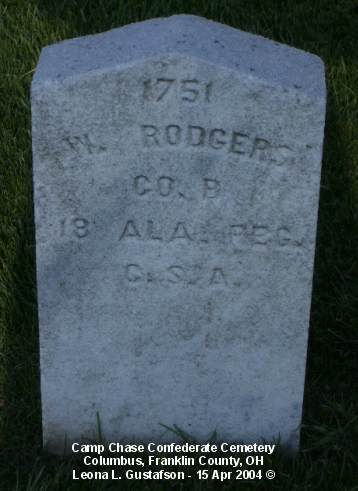 1751
W. RODGERS
CO. B
18 ALA. REG.
C.S.A.
Camp Chase Confederate Cemetery
Columbus, Franklin County, OH
Leona L. Gustafson - 15 Apr 2004 ©